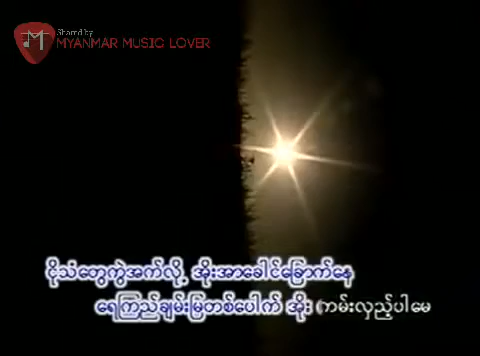 Shared by
MYANMAR MUSIC LOVER
ငိုသံတွေကွဲအက်လို့ အိုးအာခေါင်ခြောက်နေ
ရေကြည်ချမ်းမြတစ်ပေါက် အိုး ကမ်းလှည့်ပါမေ